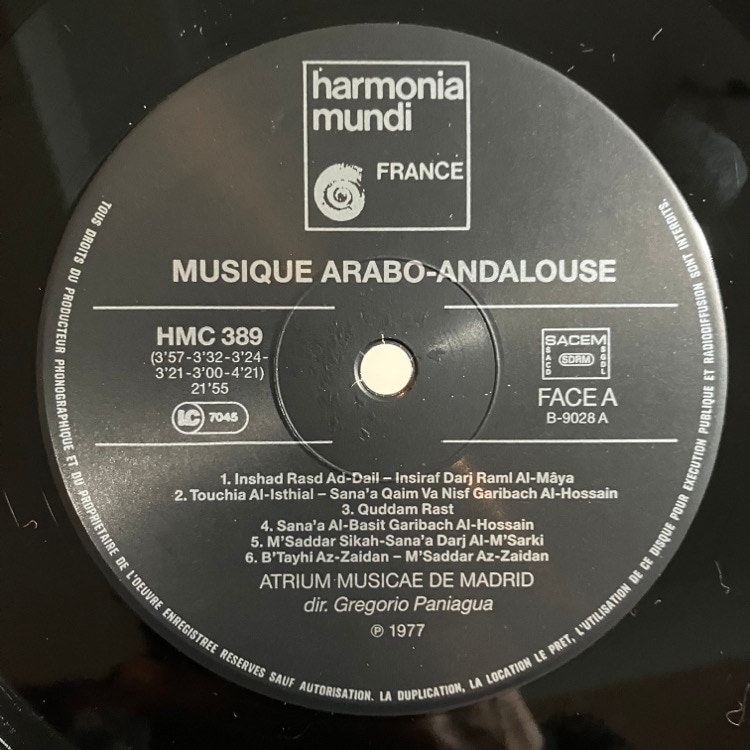 harmonia
mundi
FRANCE
MUSIQUE ARABO-ANDALOUSE
HMC 389
(3'57-3'32-3'24-
3'21-3'00-4'21)
21'55
LC 7045
SACEM
SACD
SDRM
SGDL
FACE A
B-9028 A
1. Inshad Rasd Ad-Dail – Insiraf Darj Raml Al-Mâya
2. Touchia Al-Isthial – Sana'a Qaim Va Nisf Garibach Al-Hossain
3. Quddam Rast
4. Sana'a Al-Basit Garibach Al-Hossain
5. M'Saddar Sikah-Sana'a Darj Al-M'Sarki
6. B'Tayhi Az-Zaidan – M'Saddar Az-Zaidan
ATRIUM MUSICAE DE MADRID
dir. Gregorio Paniagua
℗ 1977
TOUS DROITS DU PRODUCTEUR PHONOGRAPHIQUE ET DU PROPRIETAIRE DE L'OEUVRE ENREGISTREE RESERVES SAUF AUTORISATION. LA DUPLICATION, LA LOCATION LE PRET, L'UTILISATION DE CE DISQUE POUR EXECUTION PUBLIQUE ET RADIODIFFUSION SONT INTERDITS.